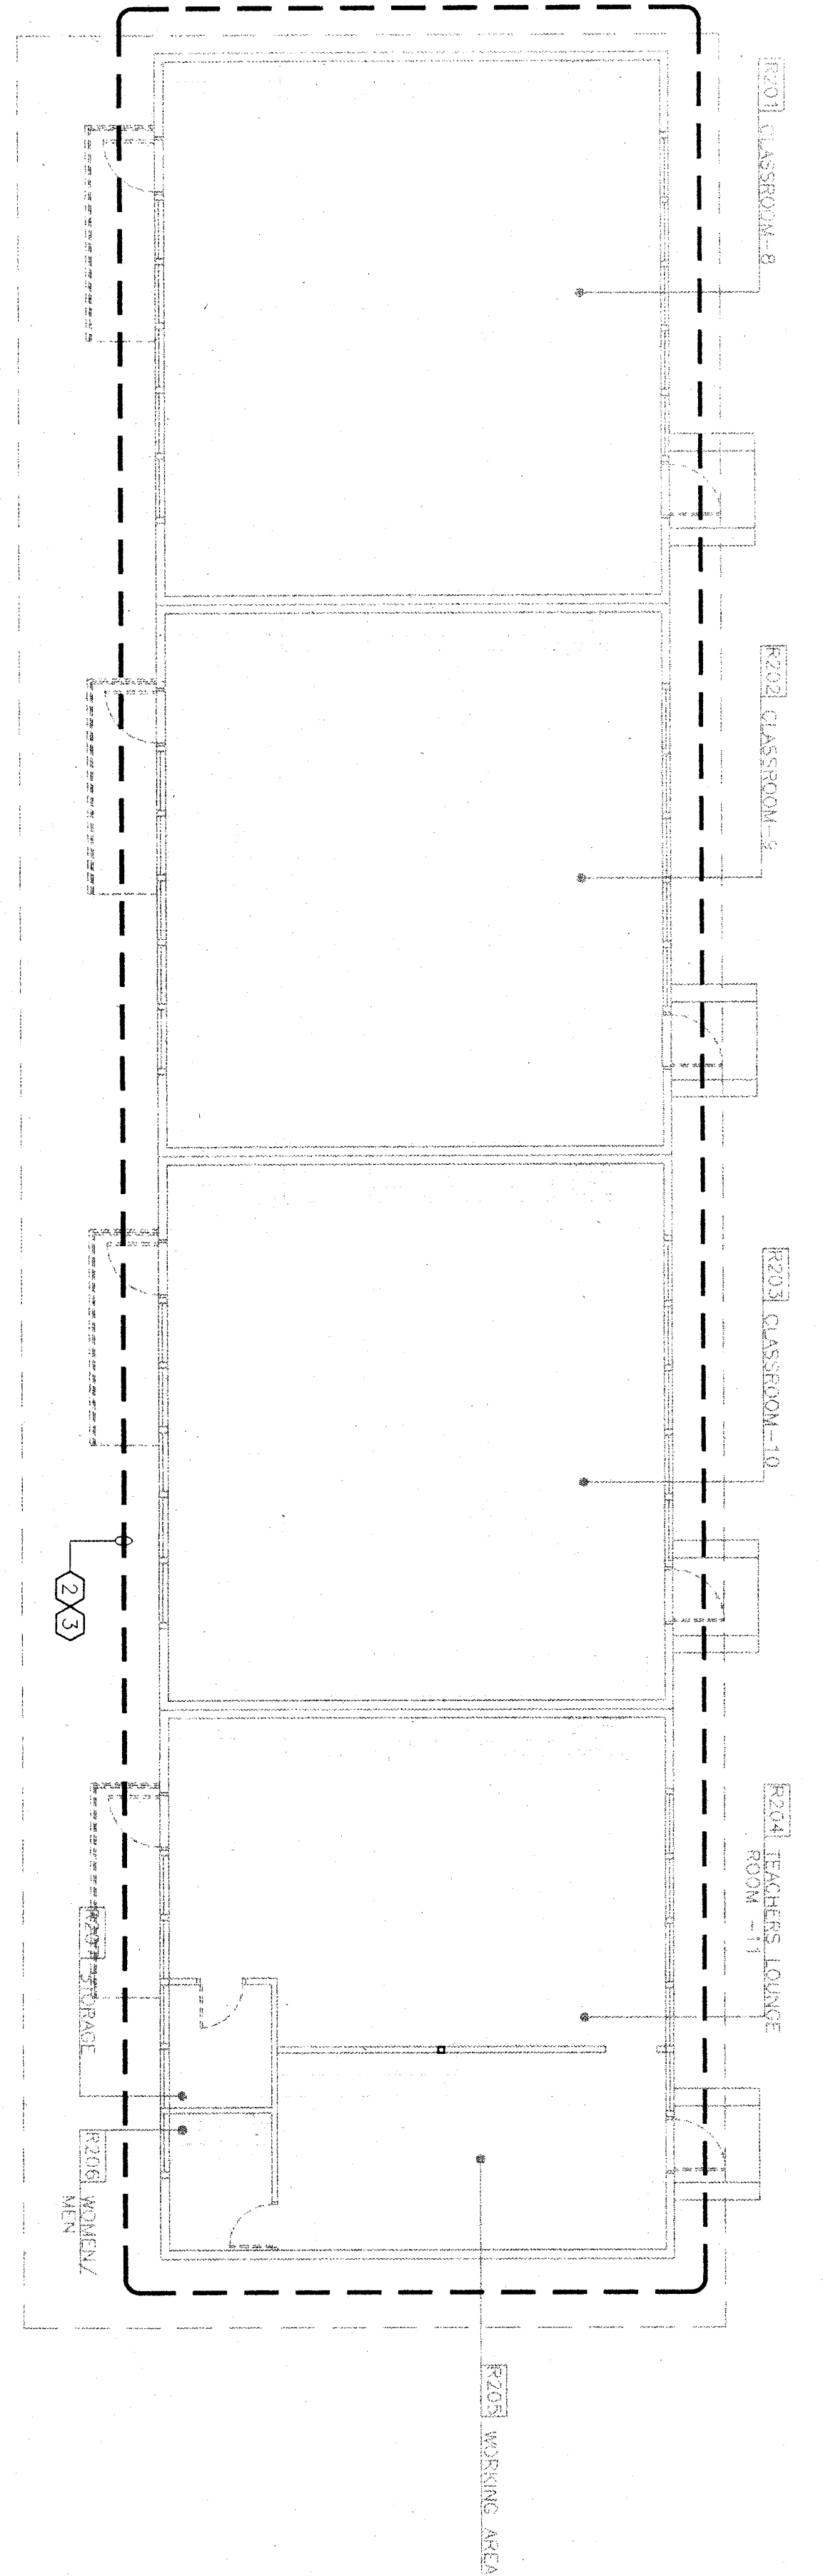 R201 CLASSROOM-8
R202 CLASSROOM-9
R203 CLASSROOM-10
R204 TEACHERS LOUNGE
ROOM -11
R205 WORKING AREA
R206 WOMEN/
MEN
STORAGE
2 3